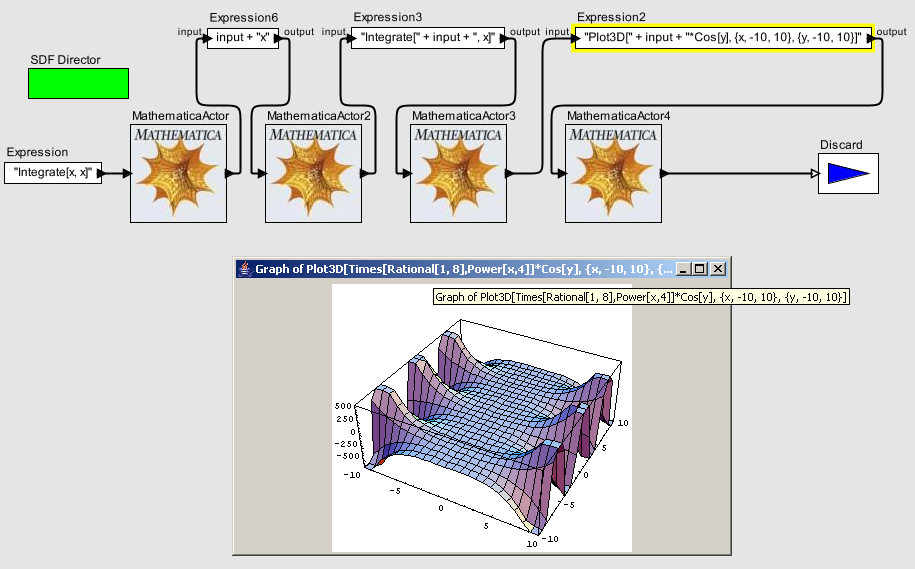 Expression6
Expression3
Expression2
input
input + "x"
output
input
"Integrate[" + input + ", x]"
output
input
"Plot3D[" + input + "*Cos[y], {x, -10, 10}, {y, -10, 10}]"
output
SDF Director
MathematicaActor
MathematicaActor2
MathematicaActor3
MathematicaActor4
MATHEMATICA
MATHEMATICA
MATHEMATICA
MATHEMATICA
Expression
"Integrate[x, x]"
Discard
Graph of Plot3D[Times[Rational[1, 8],Power[x,4]]*Cos[y], {x, -10, 10}, {...
Graph of Plot3D[Times[Rational[1, 8],Power[x,4]]*Cos[y], {x, -10, 10}, {y, -10, 10}]
500
250
0
-250
-500
-10
-5
0
5
10
-10
-5
0
5
10